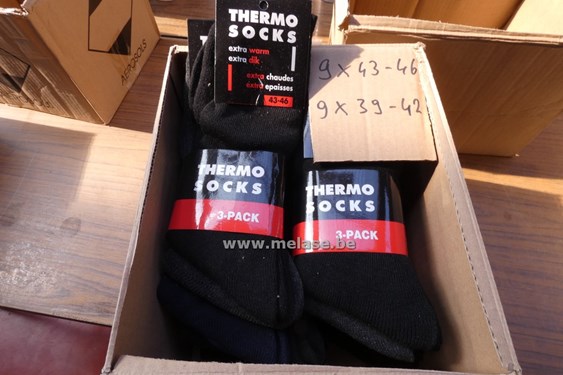 THERMO
SOCKS
extra warm
extra dik
extra chaudes
extra epaisses
43-46
9 x 43-46
9 x 39-42
THERMO
SOCKS
3-PACK
THERMO
SOCKS
3-PACK
www.melase.be